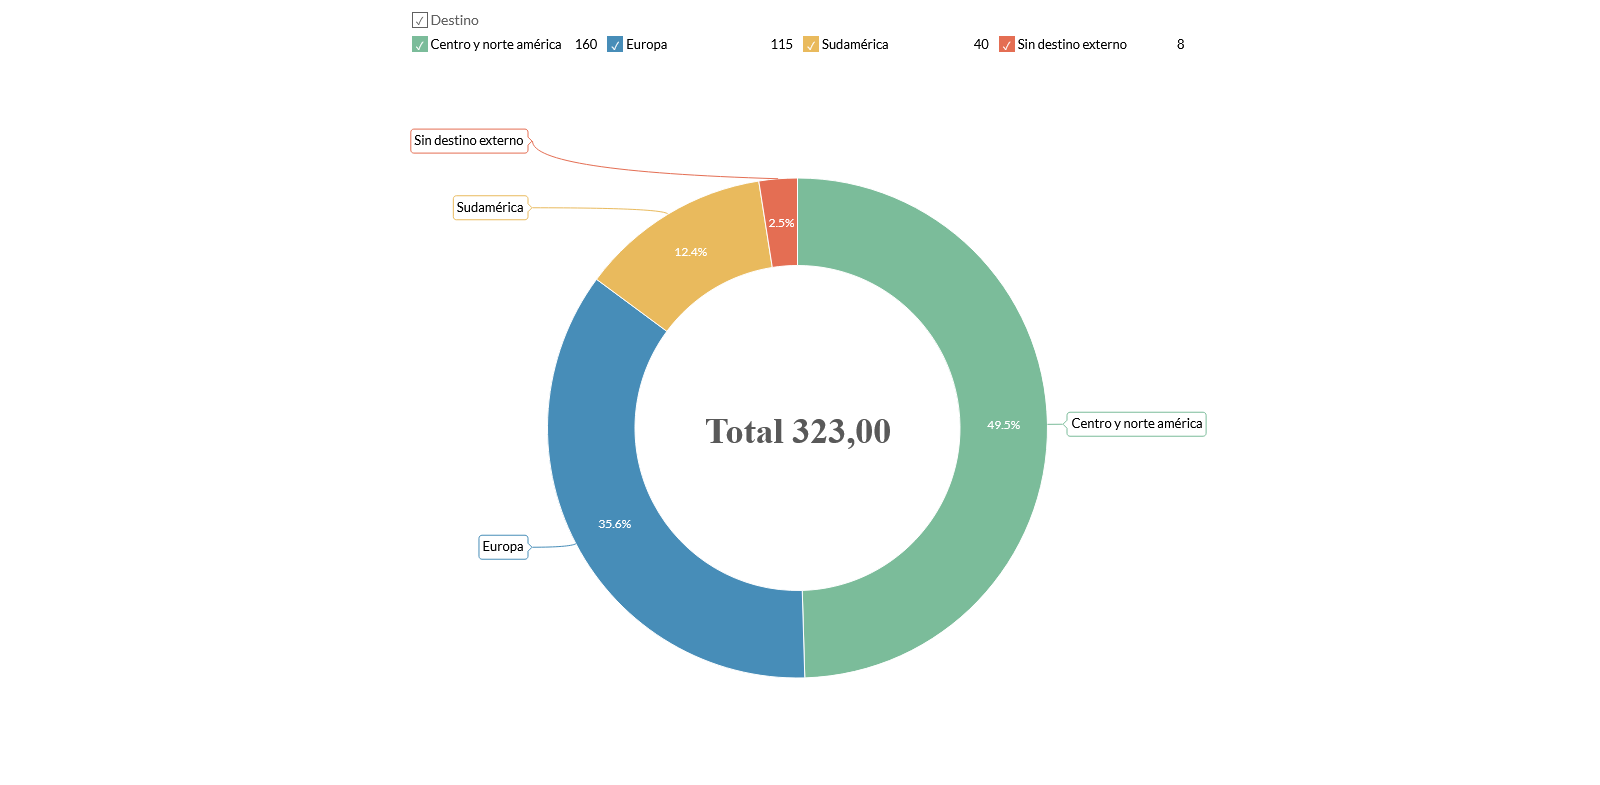 Destino
Centro y norte américa 160 Europa 115 Sudamérica 40 Sin destino externo 8
Sin destino externo
Sudamérica
2.5%
12.4%
Centro y norte américa
49.5%
Total 323,00
35.6%
Europa